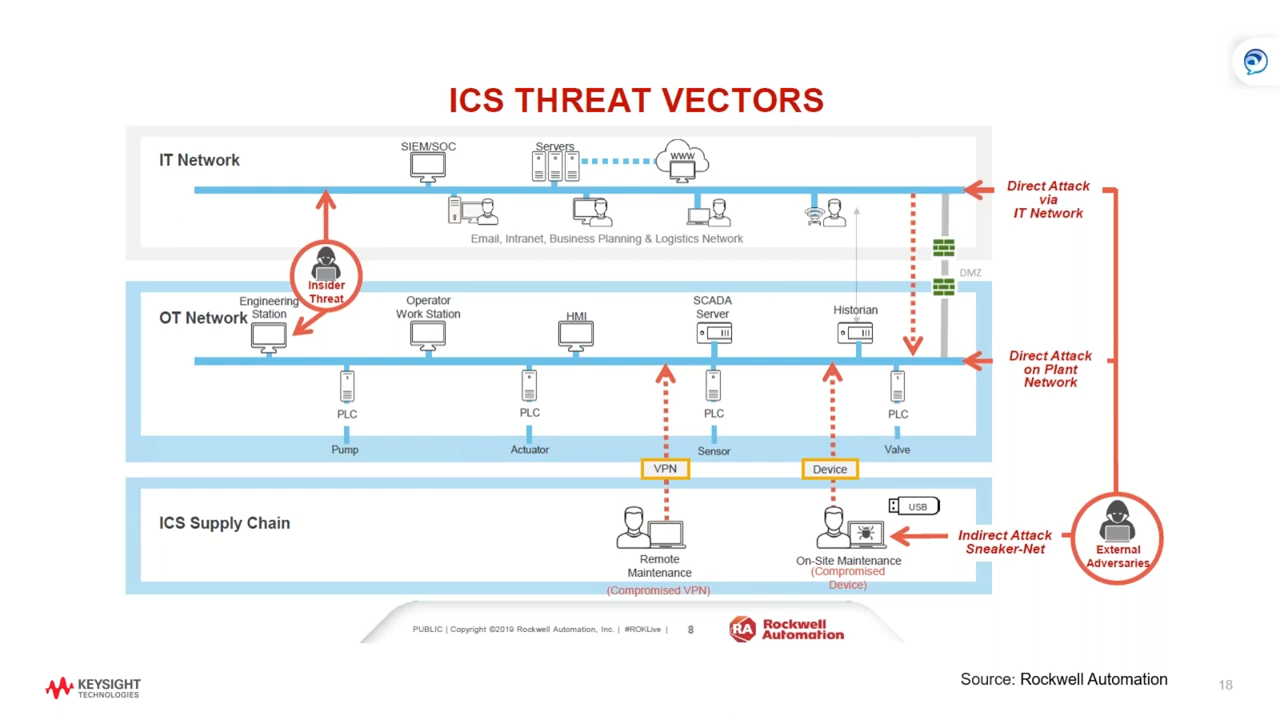 ICS THREAT VECTORS
IT Network
SIEM/SOC
Servers
WWW
Email, Intranet, Business Planning & Logistics Network
Direct Attack
via
IT Network
Insider
Threat
DMZ
OT Network
Engineering
Station
Operator
Work Station
HMI
SCADA
Server
Historian
Direct Attack
on Plant
Network
PLC
PLC
PLC
PLC
Pump
Actuator
Sensor
Valve
VPN
Device
ICS Supply Chain
USB
Remote
Maintenance
(Compromised VPN)
On-Site Maintenance
(Compromised
Device)
Indirect Attack
Sneaker-Net
External
Adversaries
PUBLIC | Copyright ©2019 Rockwell Automation, Inc. | #ROKLive | 8
RA
Rockwell
Automation
KEYSIGHT
TECHNOLOGIES
Source: Rockwell Automation
18